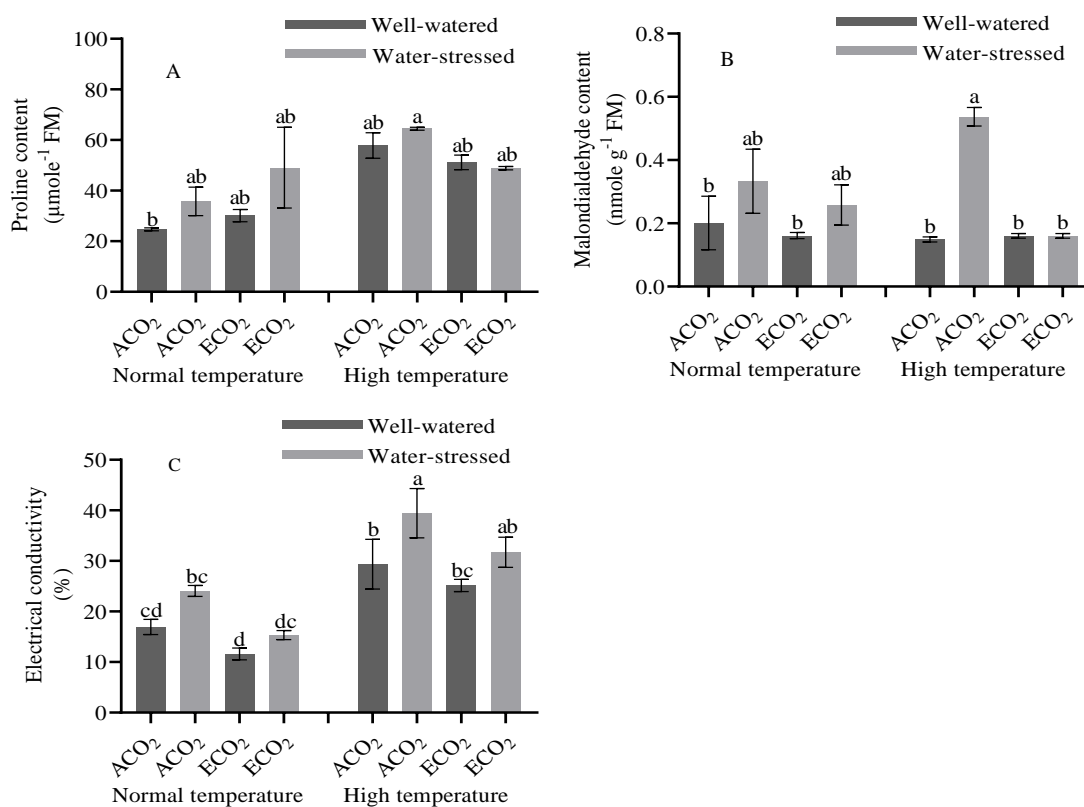 Well-watered
Water-stressed
A
Proline content
(µmole⁻¹ FM)
100
80
60
40
20
0
b
ab
ab
ab
ab
a
ab
ab
ACO₂
ACO₂
ECO₂
ECO₂
ACO₂
ACO₂
ECO₂
ECO₂
Normal temperature
High temperature
Well-watered
Water-stressed
B
Malondialdehyde content
(nmole g⁻¹ FM)
0.8
0.6
0.4
0.2
0.0
b
ab
b
ab
b
a
b
b
ACO₂
ACO₂
ECO₂
ECO₂
ACO₂
ACO₂
ECO₂
ECO₂
Normal temperature
High temperature
Well-watered
Water-stressed
C
Electrical conductivity
(%)
50
40
30
20
10
0
cd
bc
d
dc
b
a
bc
ab
ACO₂
ACO₂
ECO₂
ECO₂
ACO₂
ACO₂
ECO₂
ECO₂
Normal temperature
High temperature